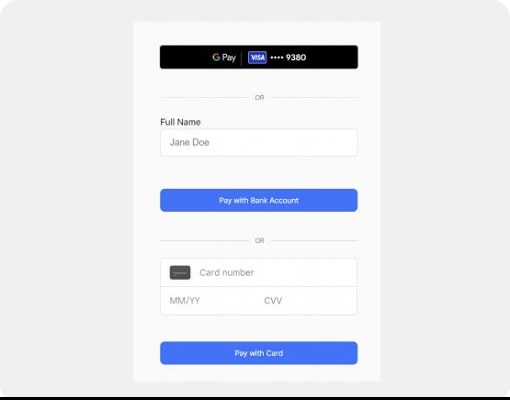 G Pay | VISA •••• 9380
OR
Full Name
Jane Doe
Pay with Bank Account
OR
Card number
MM/YY CVV
Pay with Card